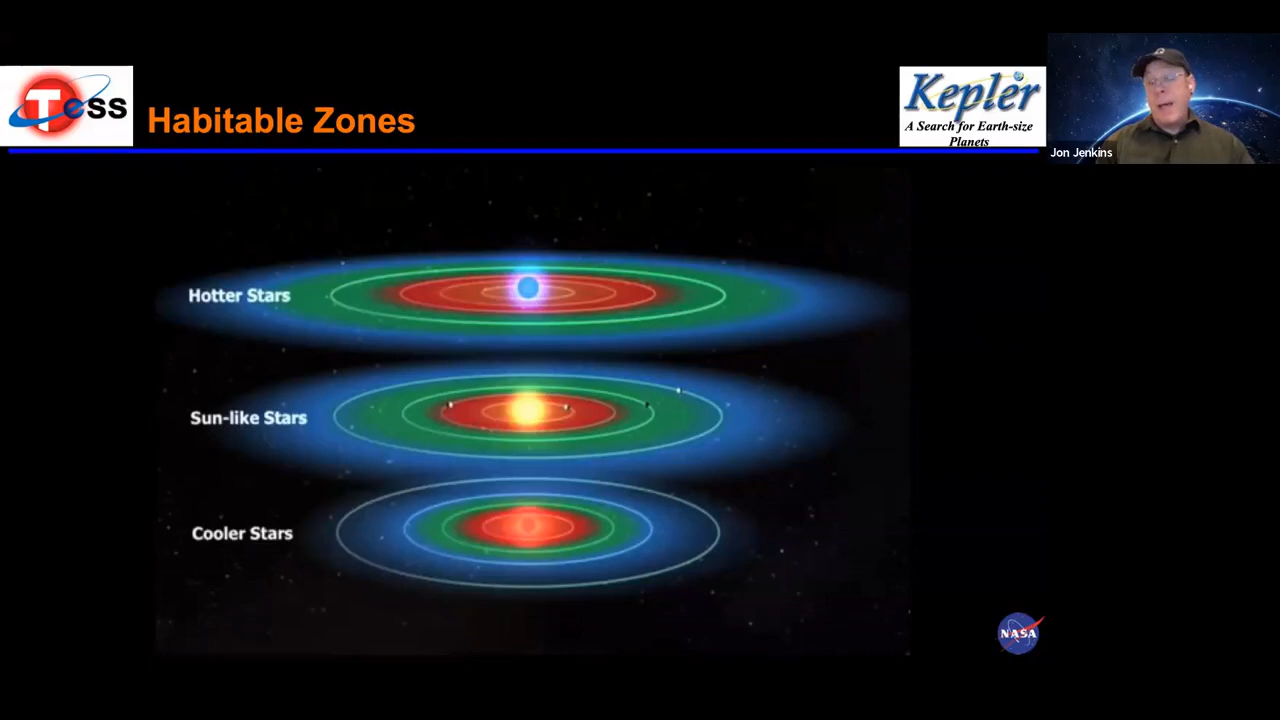 Tess
Habitable Zones
Kepler
A Search for Earth-size
Planets
Jon Jenkins
Hotter Stars
Sun-like Stars
Cooler Stars
NASA